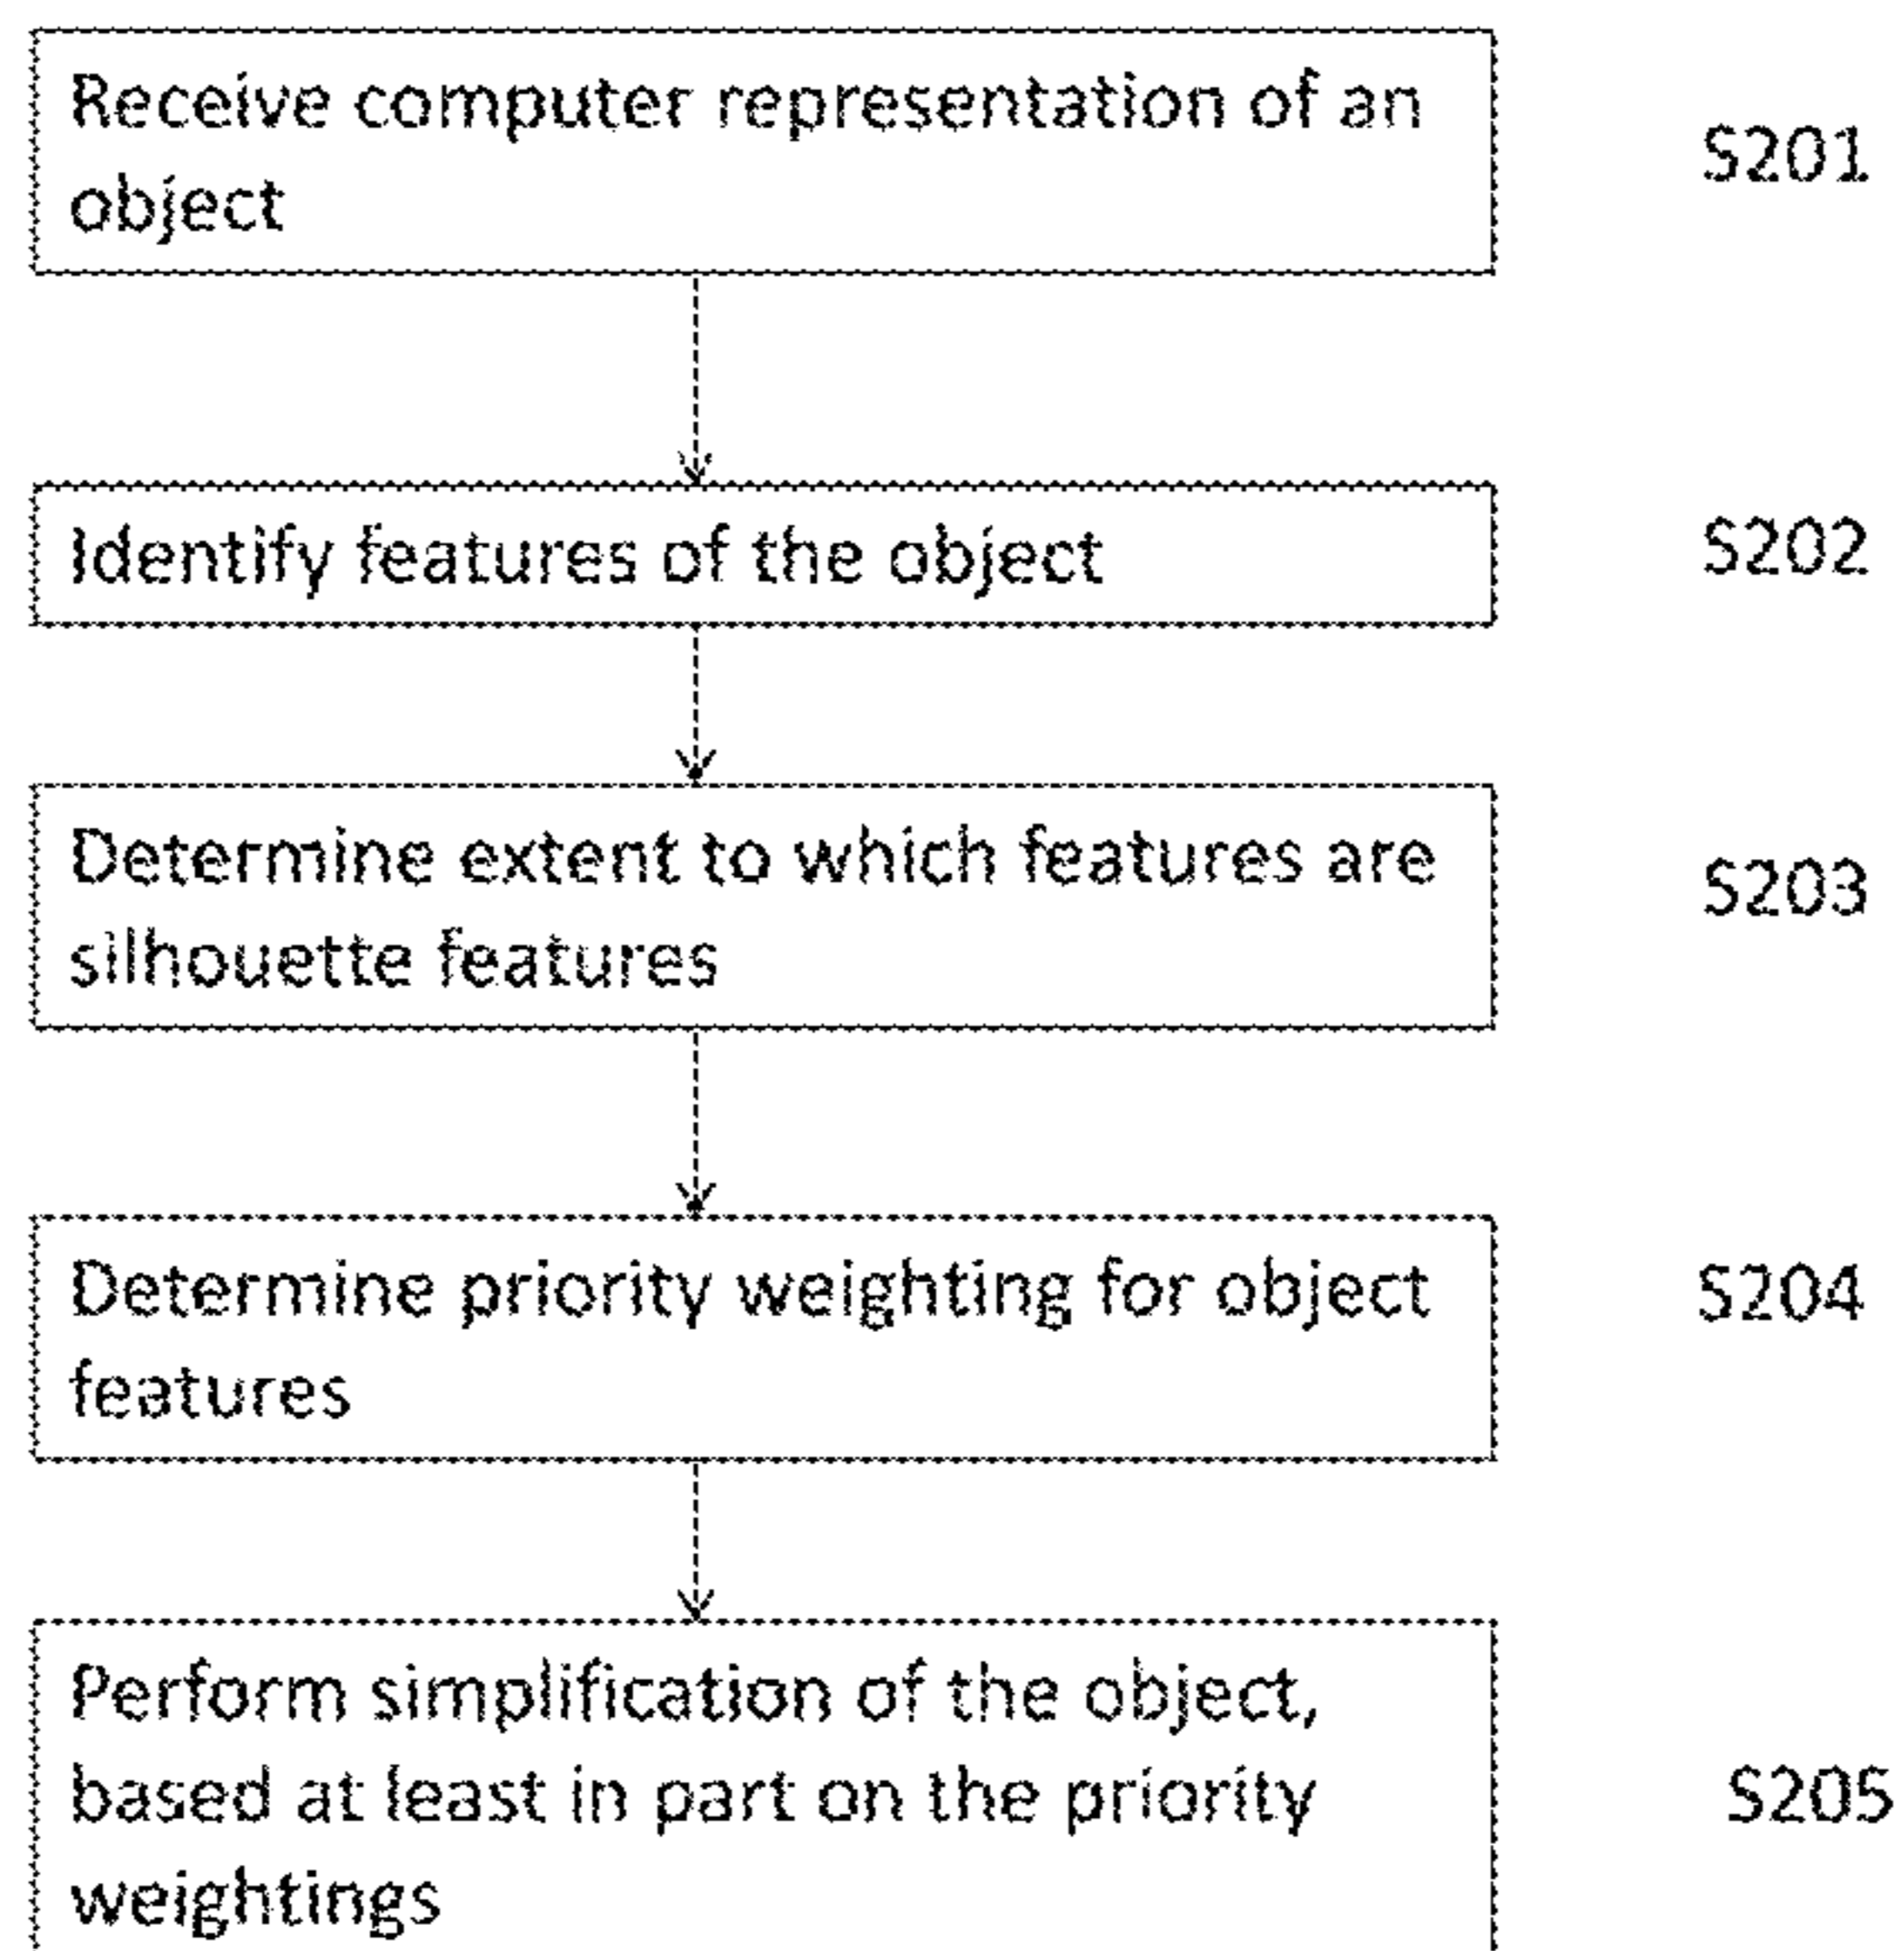 Receive computer representation of an
object
S201
Identify features of the object
S202
Determine extent to which features are
silhouette features
S203
Determine priority weighting for object
features
S204
Perform simplification of the object,
based at least in part on the priority
weightings
S205